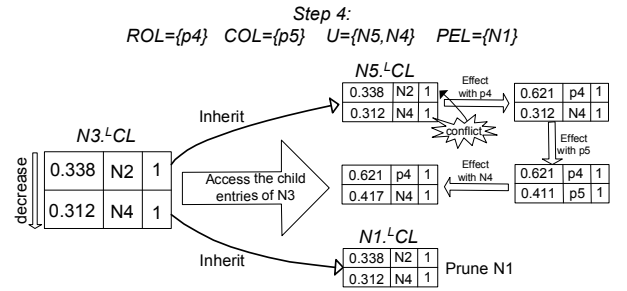 Step 4:
ROL={p4} COL={p5} U={N5,N4} PEL={N1}
N5.ᴸCL
0.338 N2 1
0.312 N4 1
conflict
Effect
with p4
0.621 p4 1
0.312 N4 1
Inherit
N3.ᴸCL
decrease
0.338 N2 1
0.312 N4 1
Access the child
entries of N3
Effect
with p5
0.621 p4 1
0.417 N4 1
Effect
with N4
0.621 p4 1
0.411 p5 1
Inherit
N1.ᴸCL
0.338 N2 1
0.312 N4 1
Prune N1